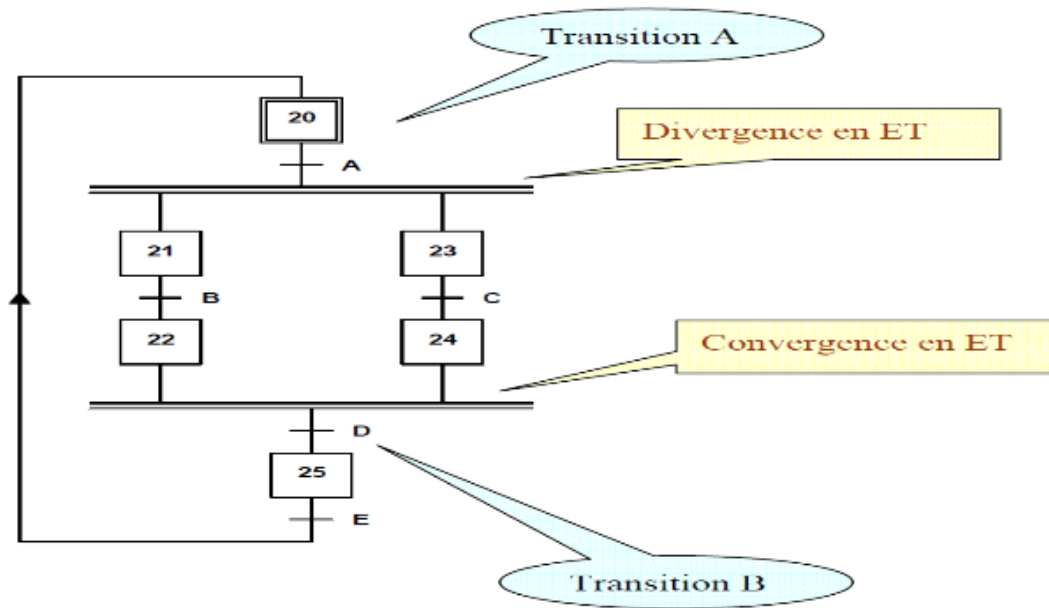 Transition A
20
Divergence en ET
A
21
23
B
C
22
24
Convergence en ET
D
25
E
Transition B